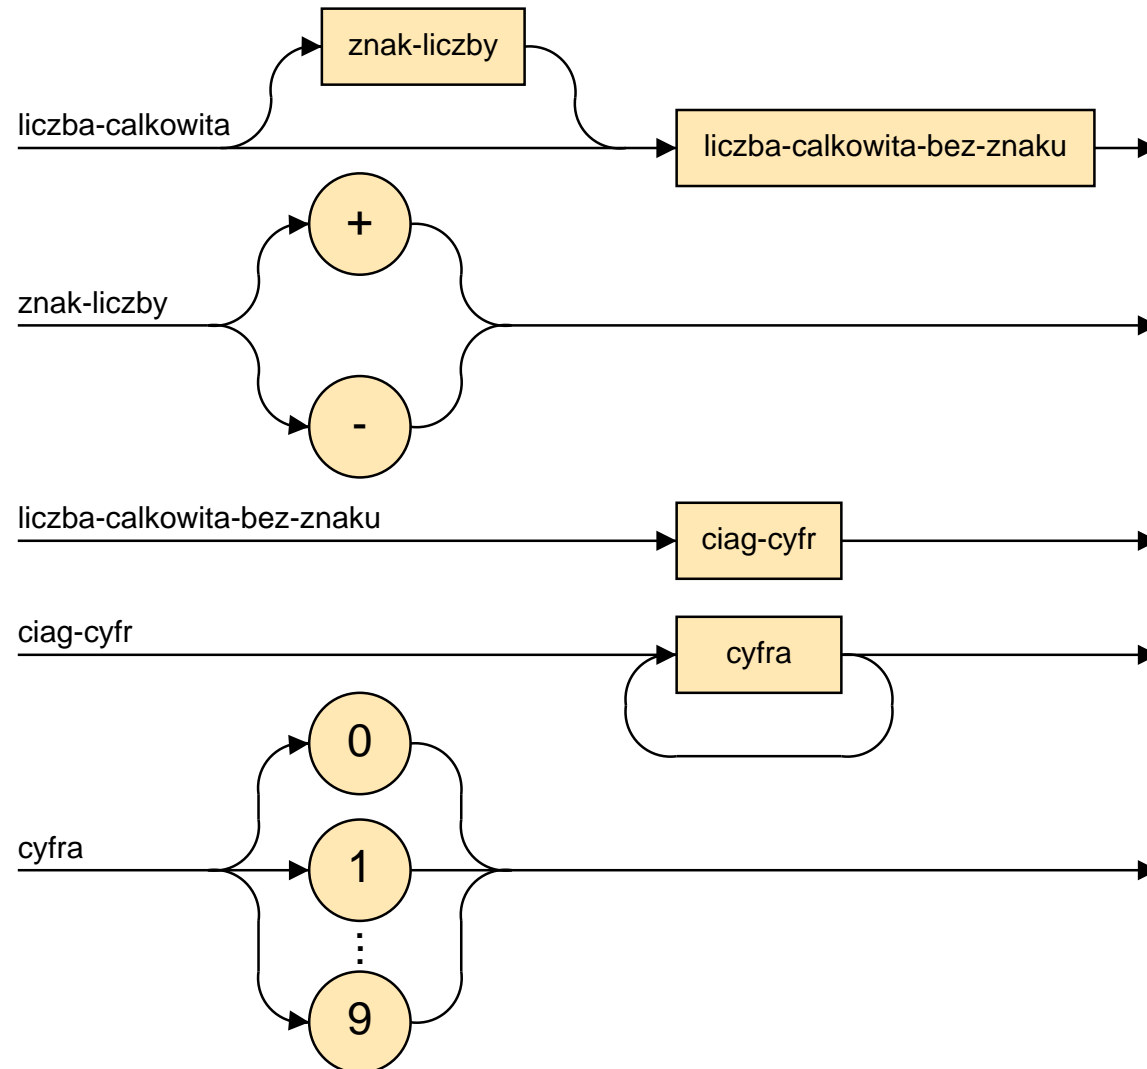 znak-liczby
liczba-calkowita
liczba-calkowita-bez-znaku
+
znak-liczby
-
liczba-calkowita-bez-znaku
ciag-cyfr
ciag-cyfr
cyfra
0
cyfra
1
⋮
9